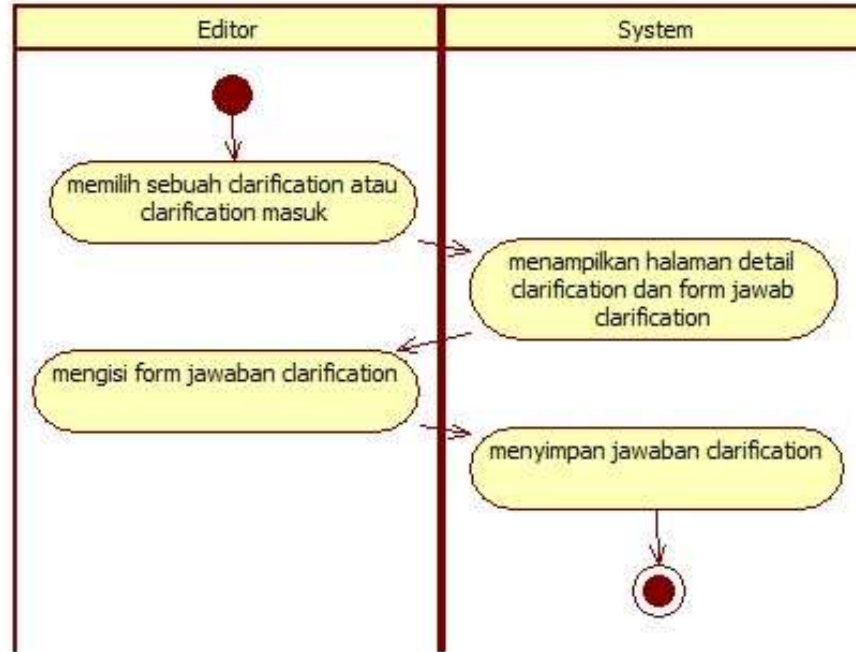 Editor
System
memilih sebuah clarification atau
clarification masuk
menampilkan halaman detail
clarification dan form jawab
clarification
mengisi form jawaban clarification
menyimpan jawaban clarification